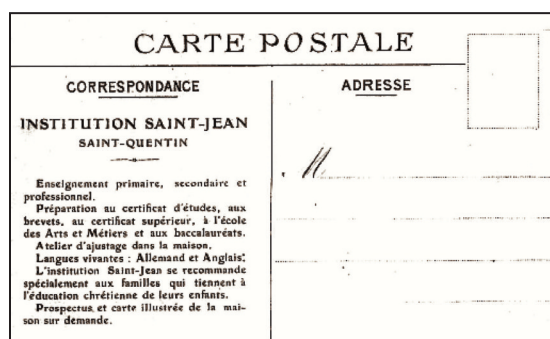 CARTE POSTALE
CORRESPONDANCE
INSTITUTION SAINT-JEAN
SAINT-QUENTIN
Enseignement primaire, secondaire et
professionnel.
Préparation au certificat d'études, aux
brevets, au certificat supérieur, à l'école
des Arts et Métiers et aux baccalauréats.
Atelier d'ajustage dans la maison.
Langues vivantes : Allemand et Anglais.
L'institution Saint-Jean se recommande
spécialement aux familles qui tiennent à
l'éducation chrétienne de leurs enfants.
Prospectus et carte illustrée de la mai-
son sur demande.
ADRESSE
M